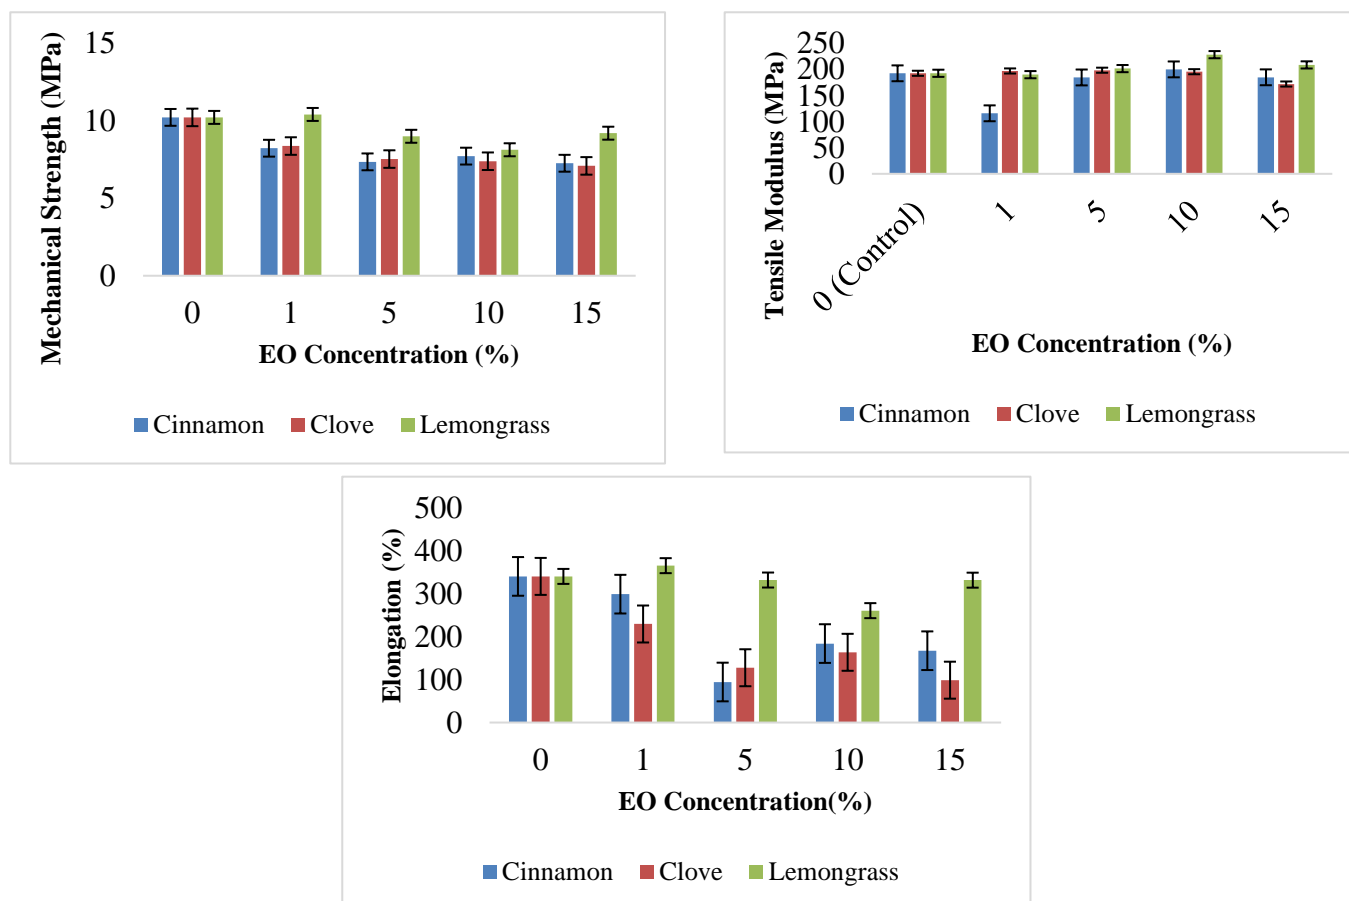 Mechanical Strength (MPa)
15
10
5
0
0 1 5 10 15
EO Concentration (%)
Cinnamon Clove Lemongrass
Tensile Modulus (MPa)
250
200
150
100
50
0
0 (Control) 1 5 10 15
EO Concentration (%)
Cinnamon Clove Lemongrass
Elongation (%)
500
400
300
200
100
0
0 1 5 10 15
EO Concentration(%)
Cinnamon Clove Lemongrass